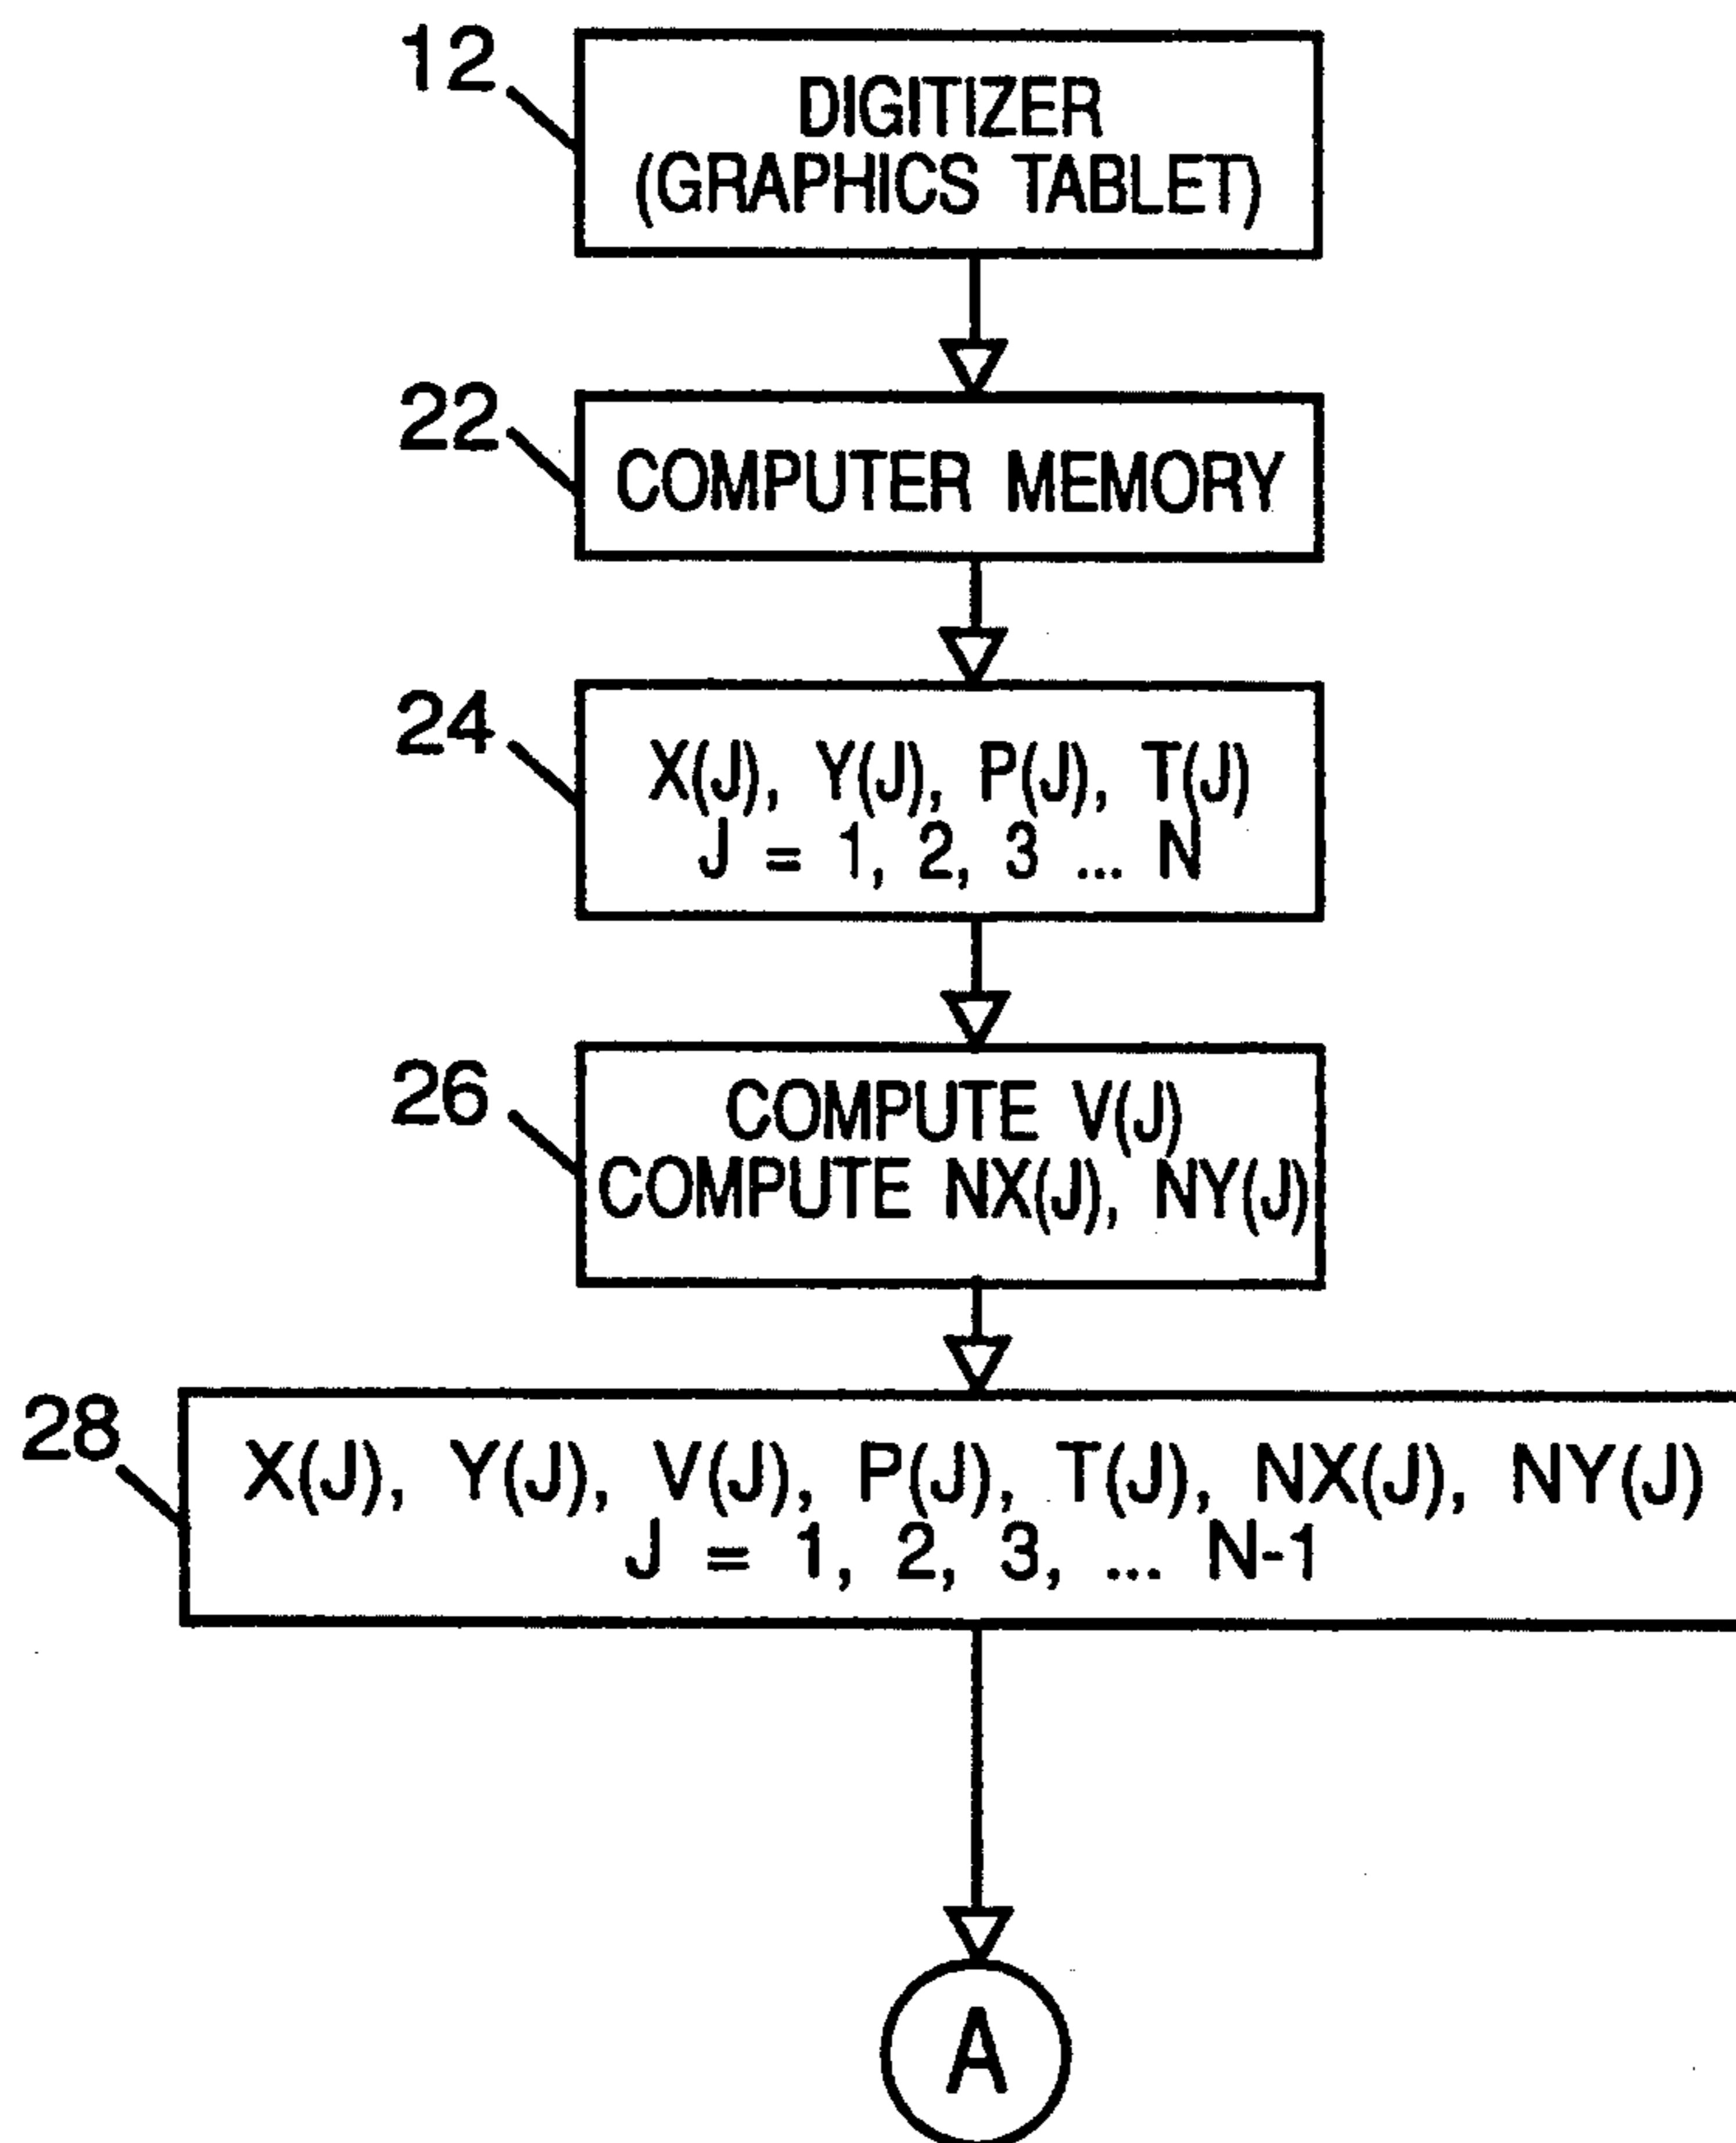 12
DIGITIZER
(GRAPHICS TABLET)
22
COMPUTER MEMORY
24
X(J), Y(J), P(J), T(J)
J = 1, 2, 3 ... N
26
COMPUTE V(J)
COMPUTE NX(J), NY(J)
28
X(J), Y(J), V(J), P(J), T(J), NX(J), NY(J)
J = 1, 2, 3, ... N-1
A